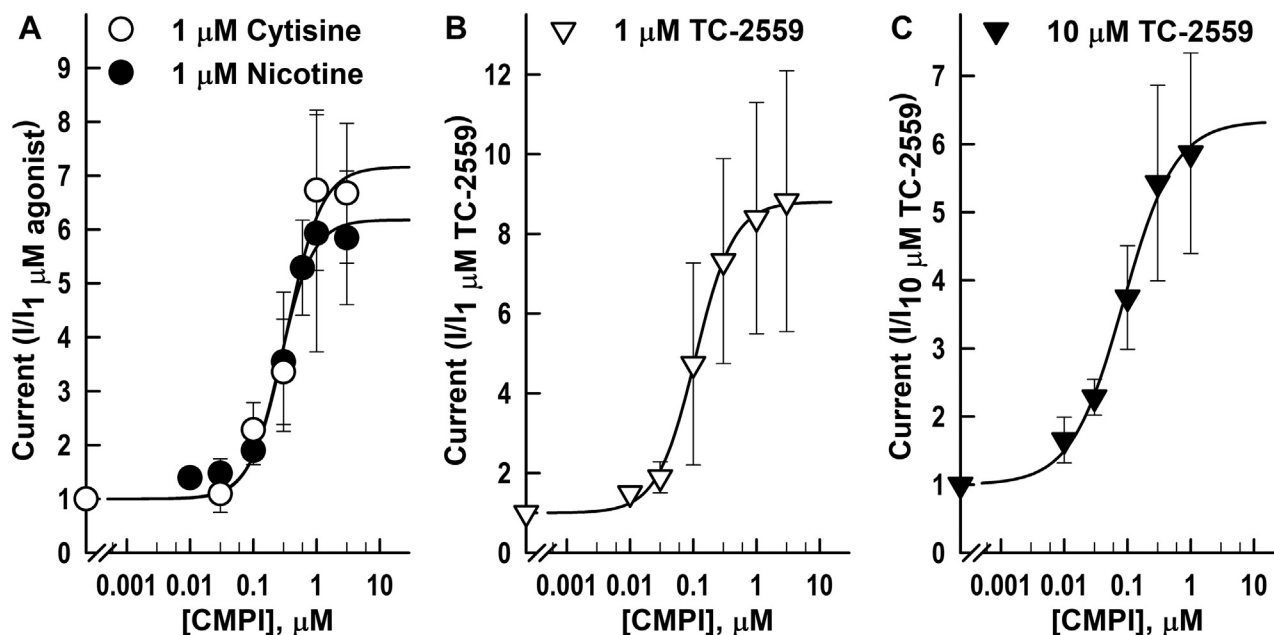 A
1 μM Cytisine
1 μM Nicotine
Current (I/I1 μM agonist)
9
8
7
6
5
4
3
2
1
0
0.001 0.01 0.1 1 10
[CMPI], μM
B
1 μM TC-2559
Current (I/I1 μM TC-2559)
12
10
8
6
4
2
0
0.001 0.01 0.1 1 10
[CMPI], μM
C
10 μM TC-2559
Current (I/I10 μM TC-2559)
7
6
5
4
3
2
1
0
0.001 0.01 0.1 1 10
[CMPI], μM